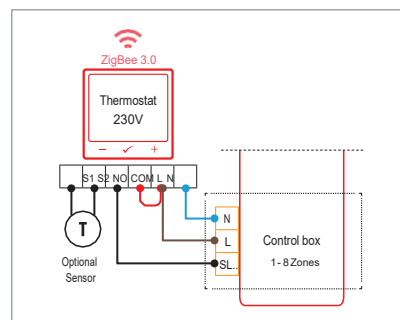 ZigBee 3.0
Thermostat
230V
− ✓ +
S1 S2 NO COM L N
N
L
SL..
T
Optional
Sensor
Control box
1 - 8 Zones